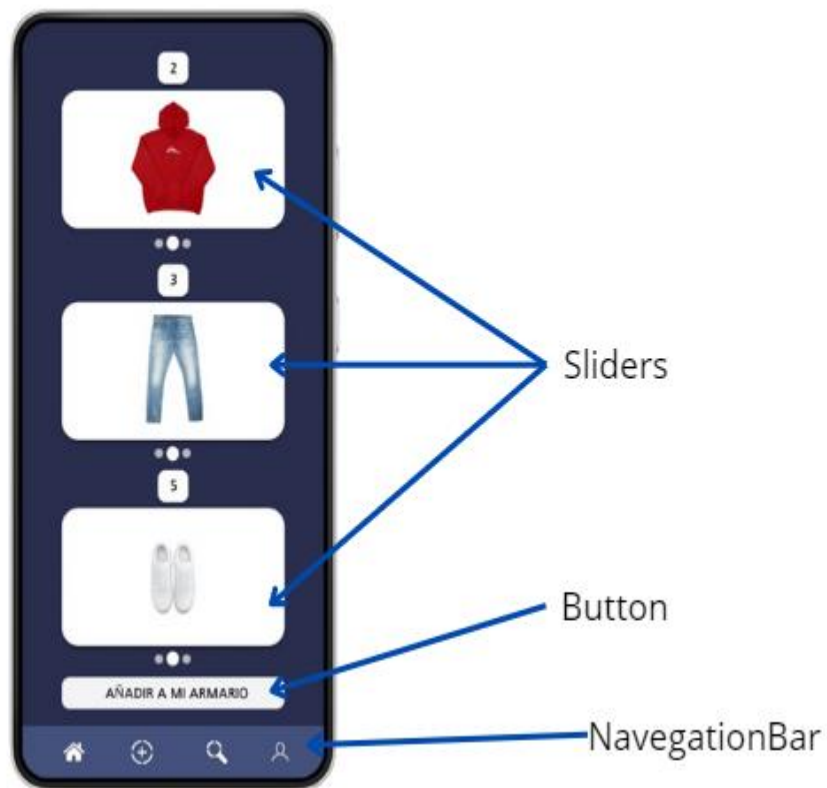 2
3
Sliders
5
Button
AÑADIR A MI ARMARIO
NavegationBar